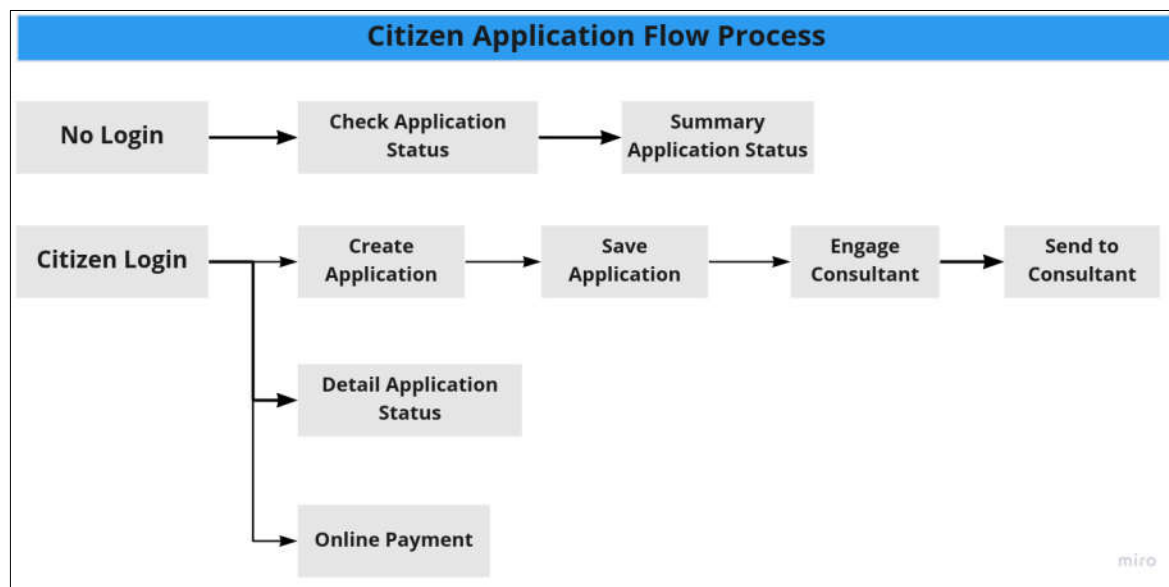 Citizen Application Flow Process
No Login
Check Application
Status
Summary
Application Status
Citizen Login
Create
Application
Save
Application
Engage
Consultant
Send to
Consultant
Detail Application
Status
Online Payment
miro